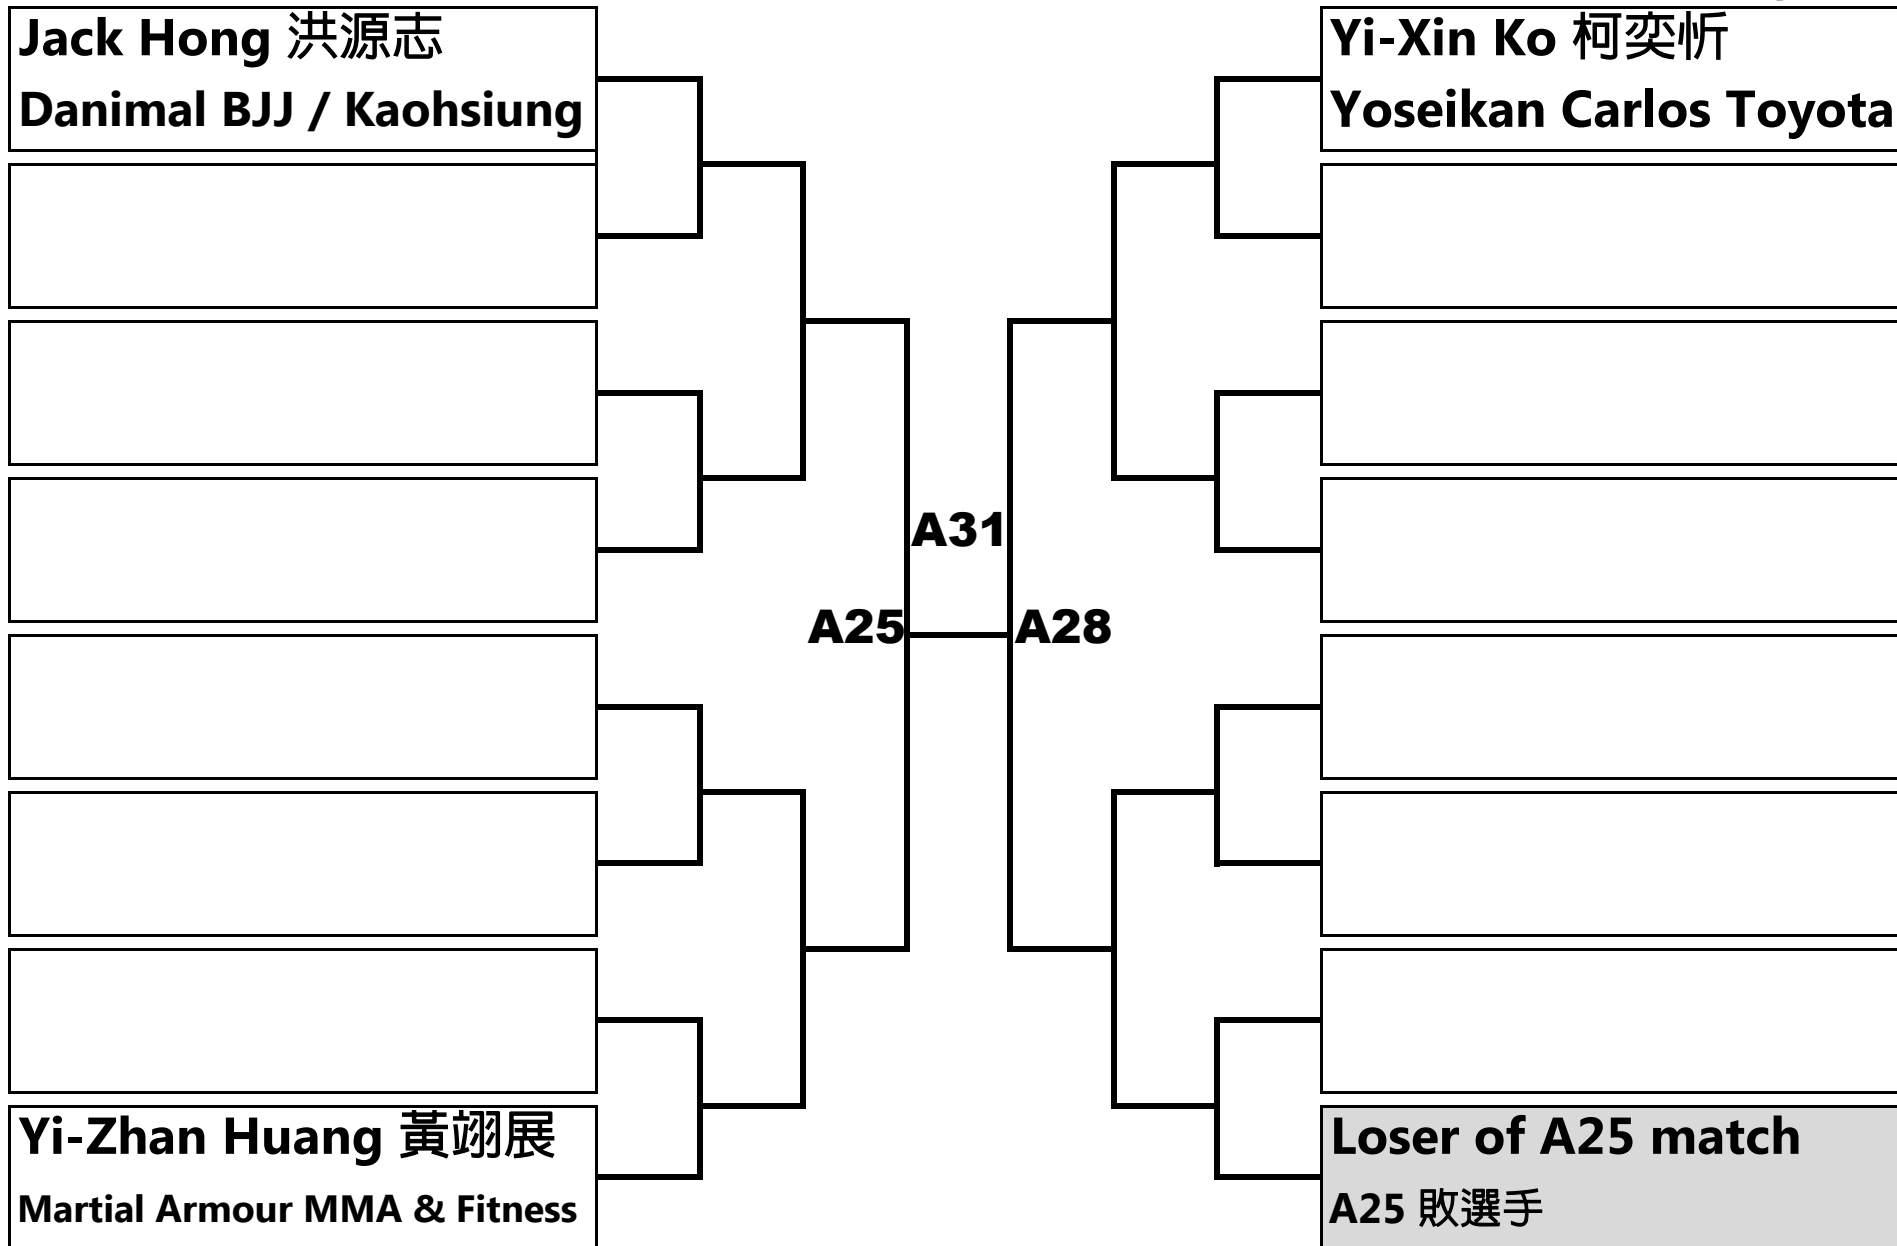 Jack Hong 洪源志
Danimal BJJ / Kaohsiung
Yi-Xin Ko 柯奕忻
Yoseikan Carlos Toyota
A31
A25
A28
Yi-Zhan Huang 黃翊展
Martial Armour MMA & Fitness
Loser of A25 match
A25 敗選手